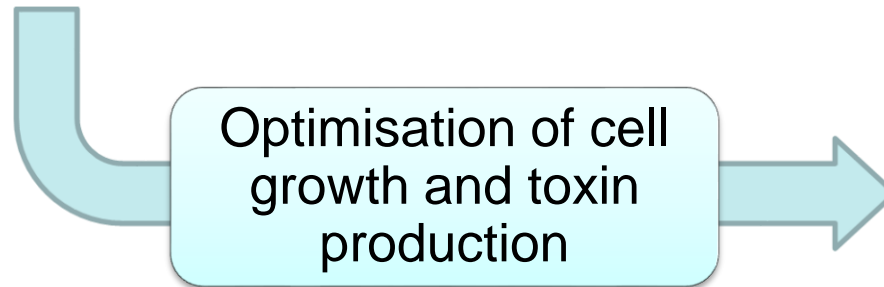 Optimisation of cell
growth and toxin
production